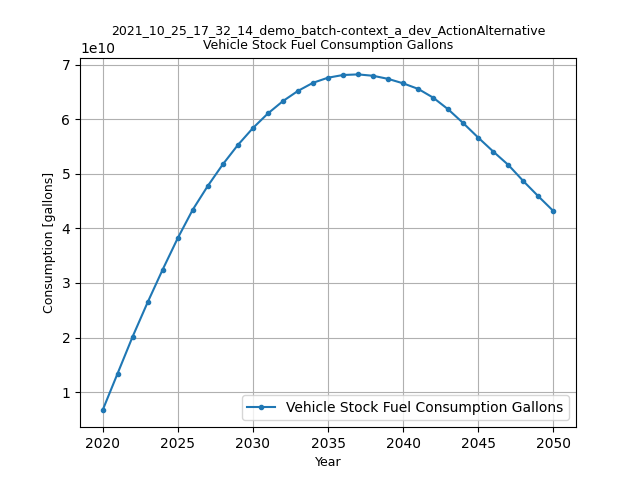 2021_10_25_17_32_14_demo_batch-context_a_dev_ActionAlternative
Vehicle Stock Fuel Consumption Gallons
1e10
7
6
5
4
3
2
1
Consumption [gallons]
Vehicle Stock Fuel Consumption Gallons
2020 2025 2030 2035 2040 2045 2050
Year